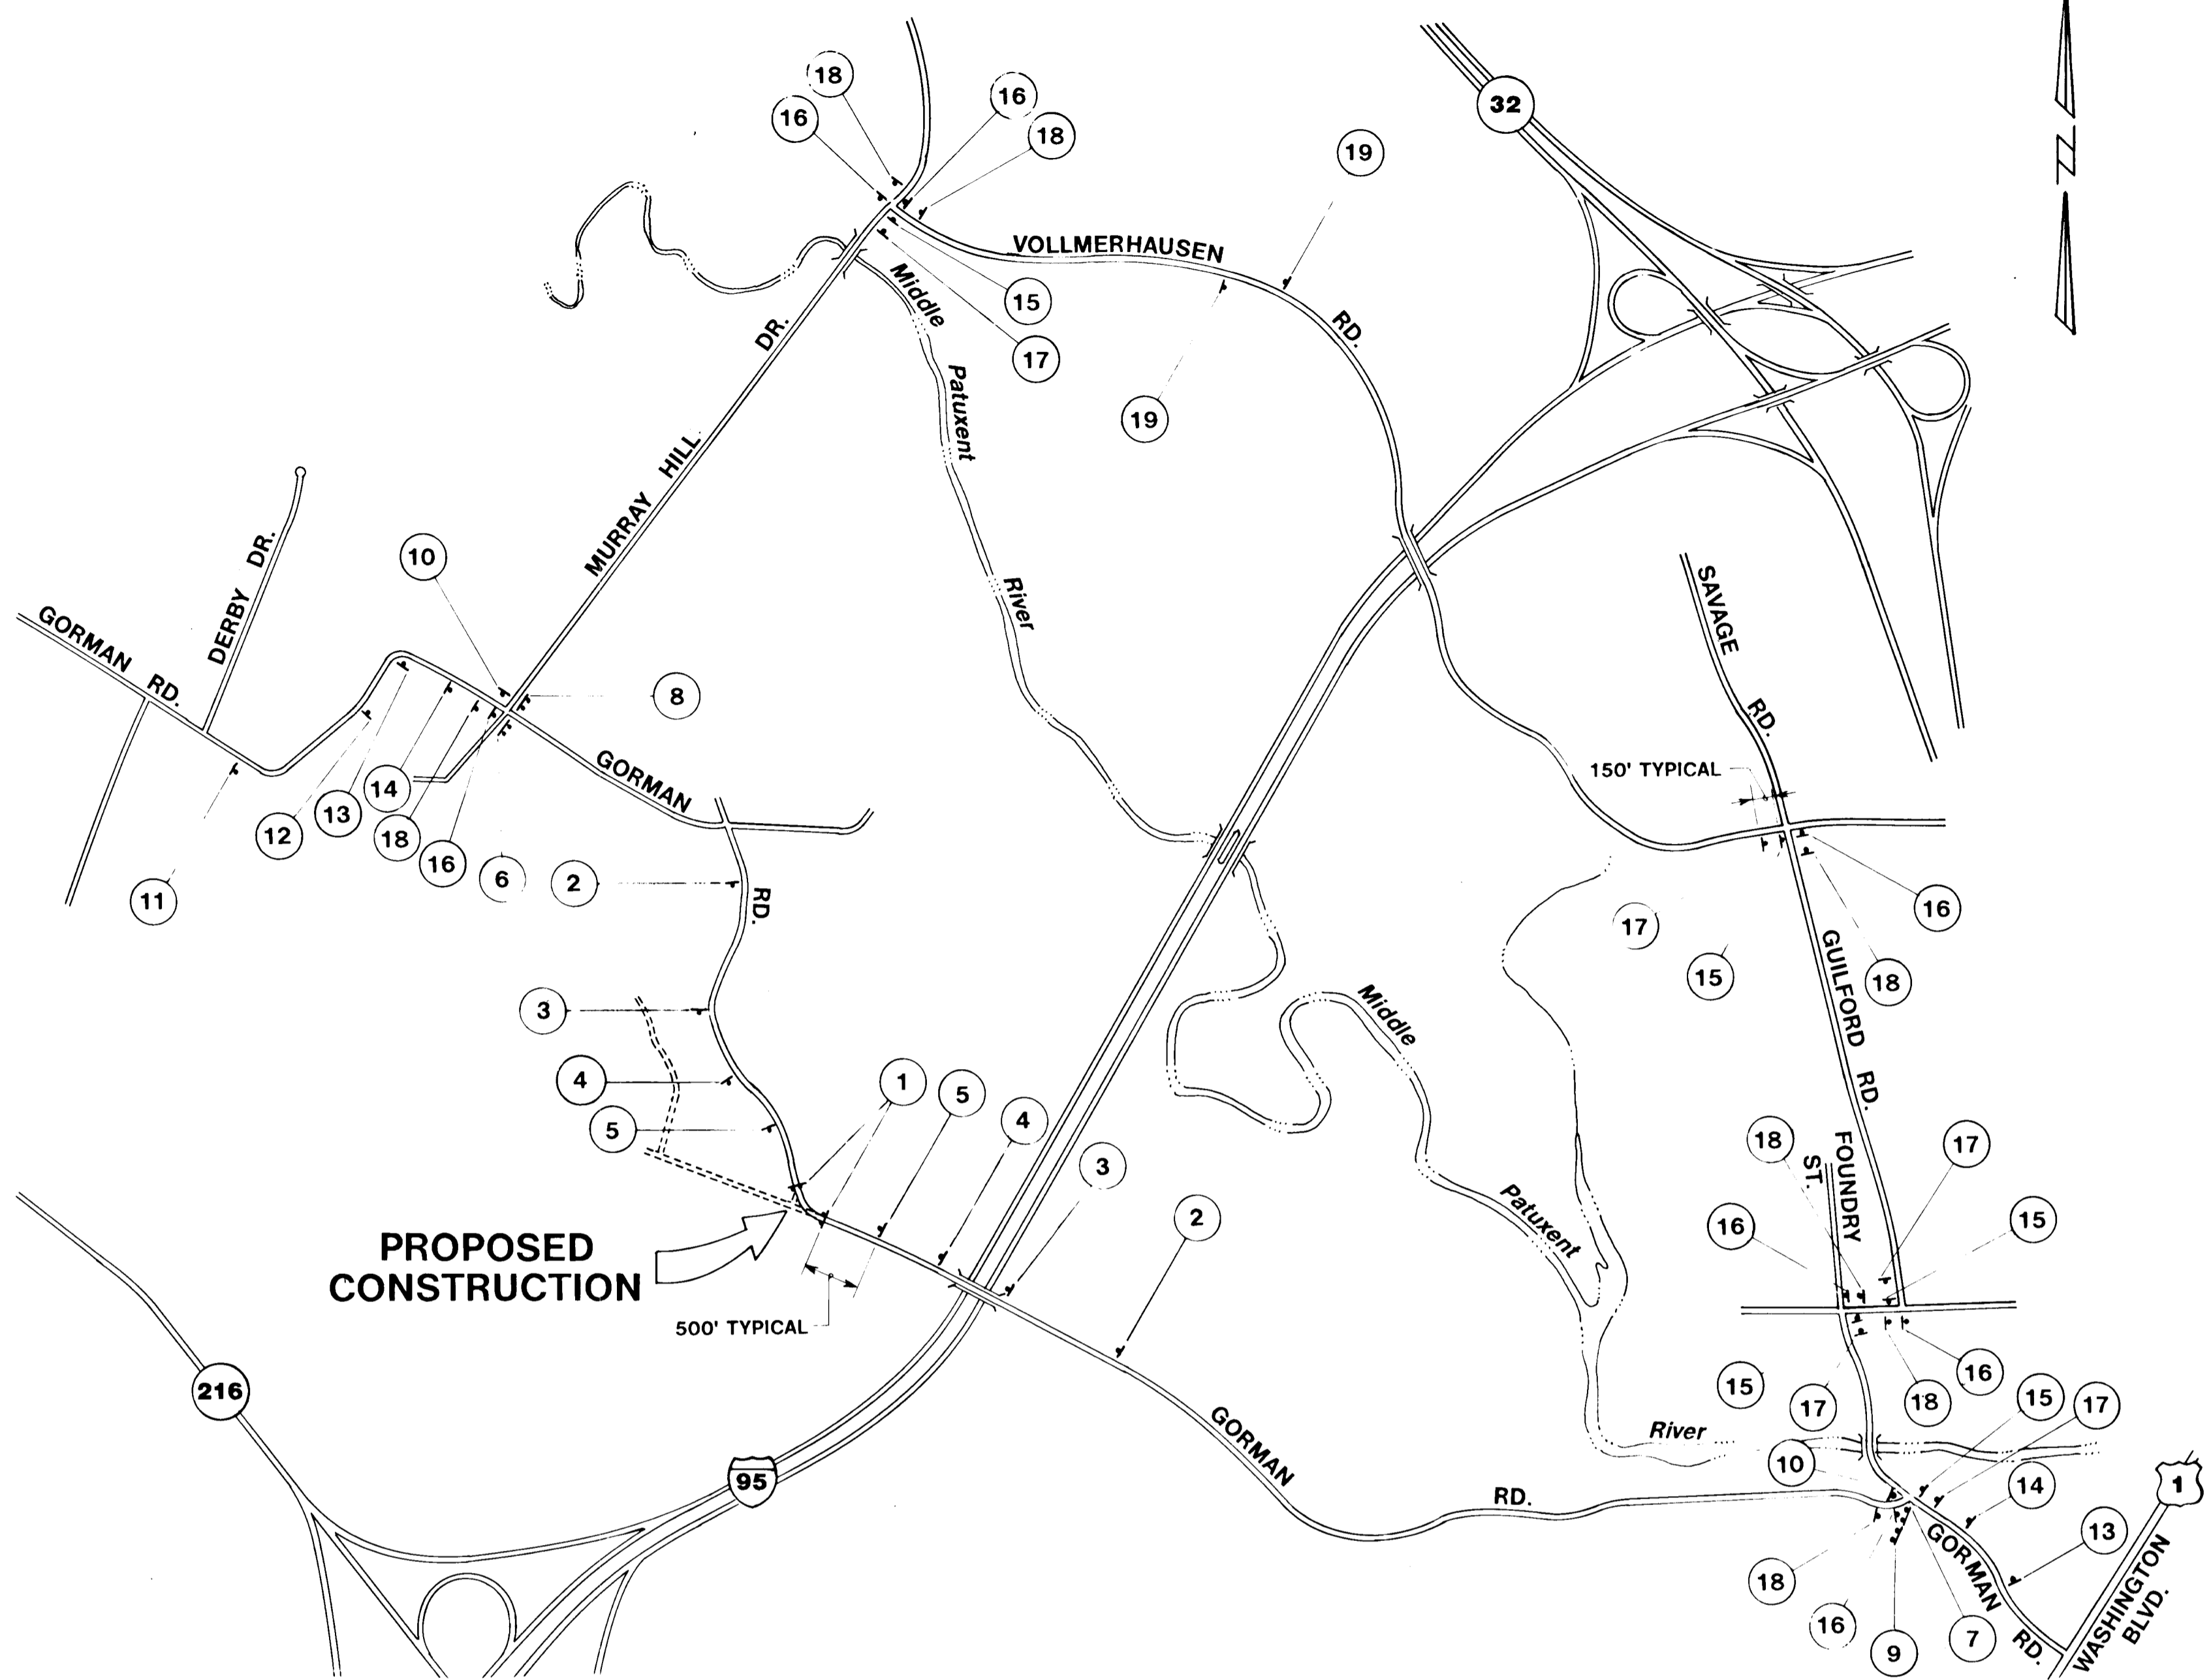 18
16
16
18
32
19
N
VOLLMERHAUSEN
RD.
Middle
Patuxent
River
15
17
19
DR.
HILL
MURRAY
10
DERBY DR.
GORMAN
RD.
8
GORMAN
RD.
14
13
12
18
16
6
11
2
SAVAGE
RD.
150' TYPICAL
16
17
15
18
GUILFORD
RD.
3
4
5
1
5
4
3
2
Middle
Patuxent
River
PROPOSED
CONSTRUCTION
500' TYPICAL
18
FOUNDRY
ST.
17
16
15
15
17
18
16
15
17
10
14
13
1
216
95
GORMAN
RD.
GORMAN
RD.
WASHINGTON
BLVD.
18
16
9
7